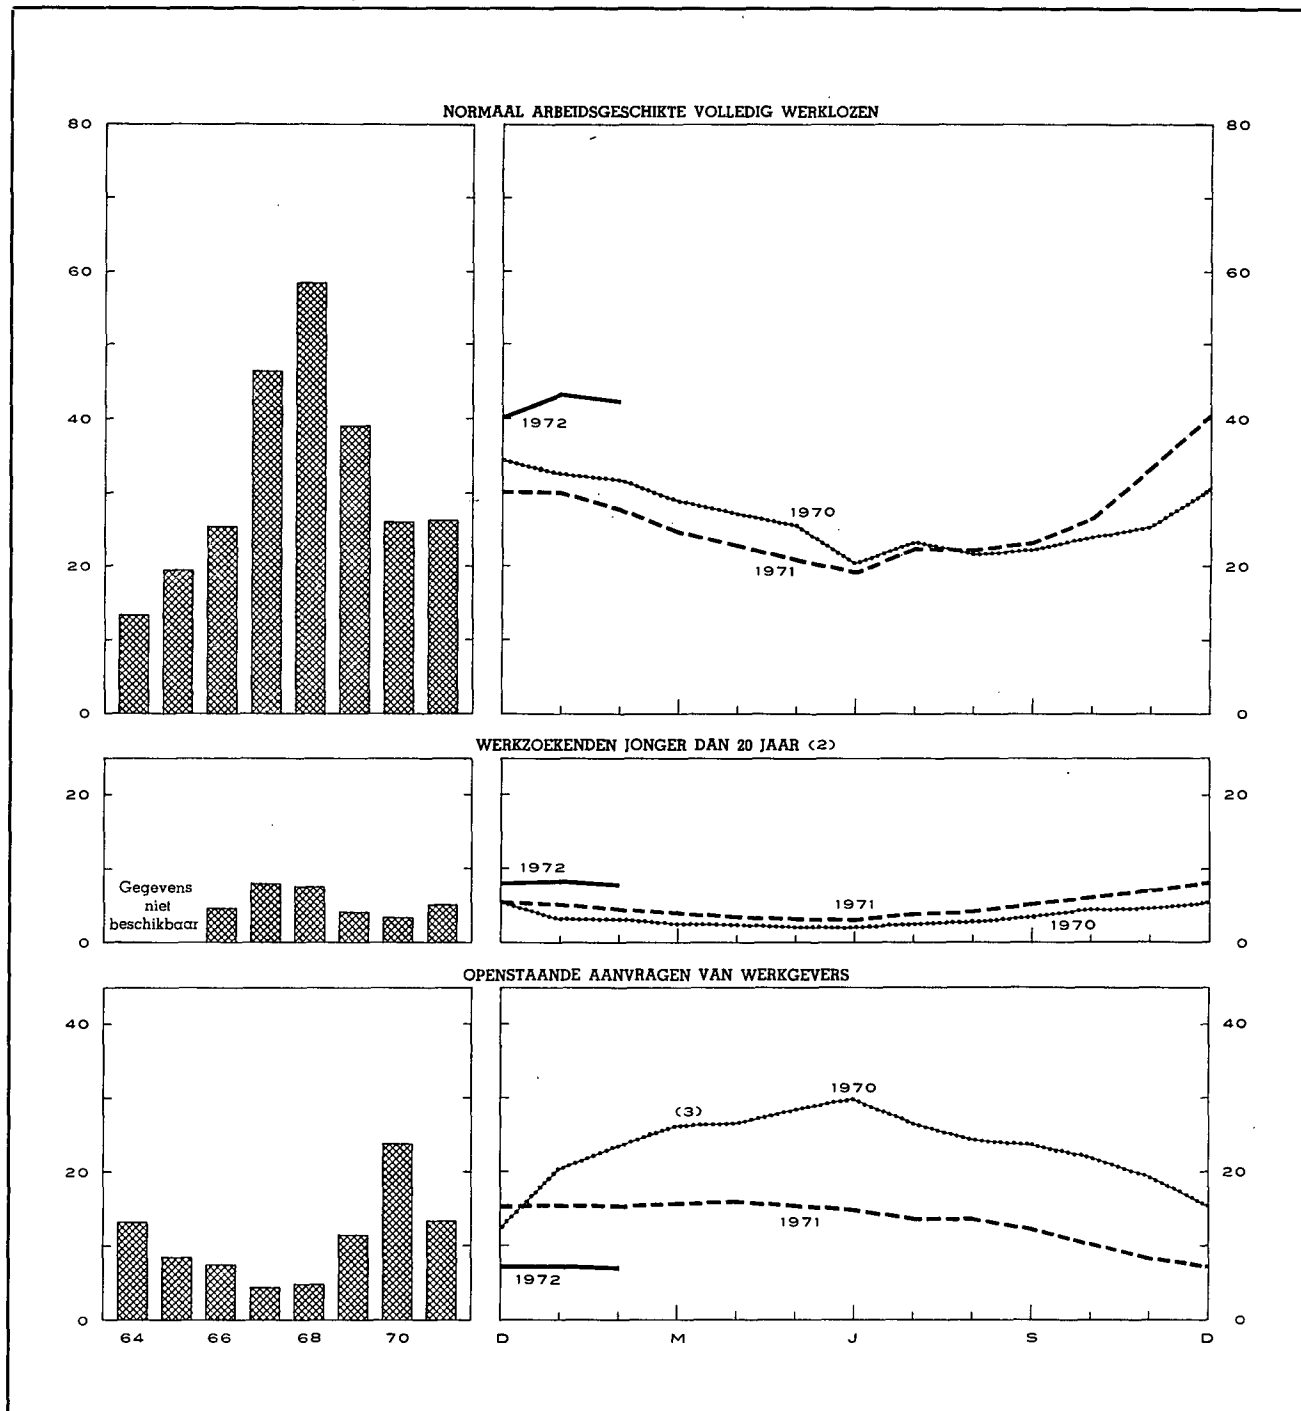 NORMAAL ARBEIDSGESCHIKTE VOLLEDIG WERKLOZEN
80 80
60 60
40 40
1972
1970
20 1971 20
0 0
WERKZOEKENDEN JONGER DAN 20 JAAR (2)
20 20
1972
Gegevens
niet
beschikbaar
1971
1970
0 0
OPENSTAANDE AANVRAGEN VAN WERKGEVERS
40 40
1970
(3)
20 20
1971
1972
0 0
64 66 68 70 D M J S D